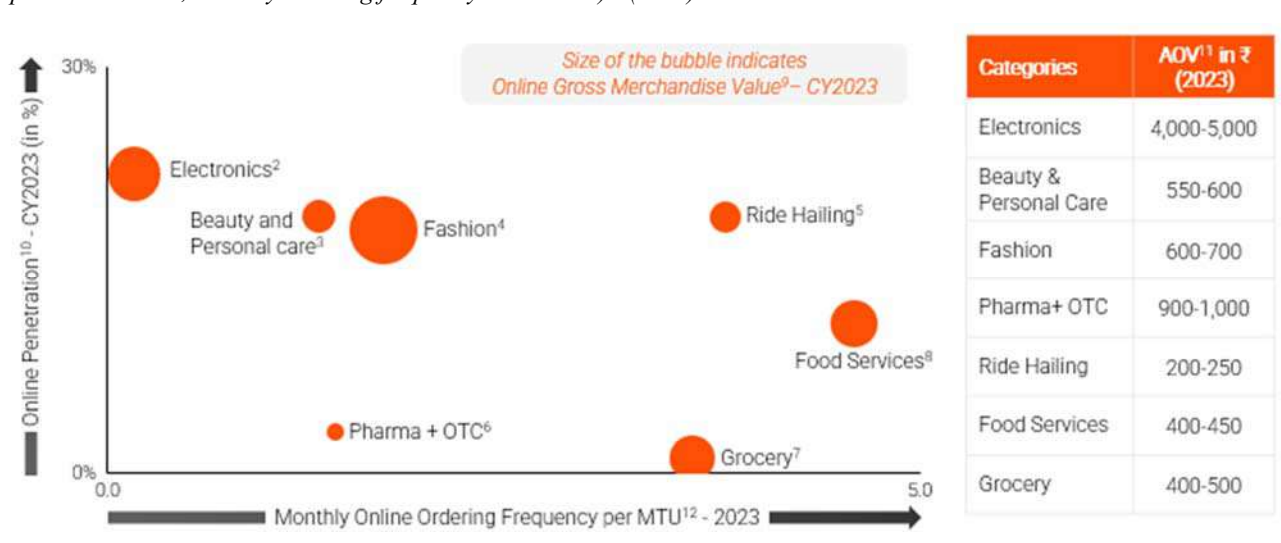 Size of the bubble indicates
Online Gross Merchandise Value⁹– CY2023
30%
Online Penetration¹⁰ - CY2023 (in %)
Electronics²
Beauty and
Personal care³
Fashion⁴
Ride Hailing⁵
Food Services⁸
Pharma + OTC⁶
Grocery⁷
0%
0.0
5.0
Monthly Online Ordering Frequency per MTU¹² - 2023
Categories AOV¹¹ in ₹ (2023)
Electronics 4,000-5,000
Beauty & Personal Care 550-600
Fashion 600-700
Pharma+ OTC 900-1,000
Ride Hailing 200-250
Food Services 400-450
Grocery 400-500